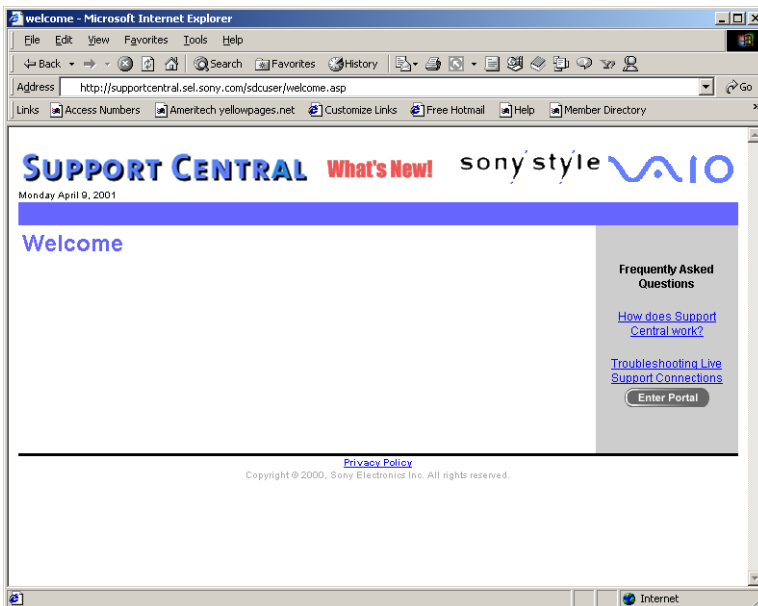 welcome - Microsoft Internet Explorer
File Edit View Favorites Tools Help
Back Search Favorites History
Address http://supportcentral.sel.sony.com/sdcuser/welcome.asp Go
Links Access Numbers Ameritech yellowpages.net Customize Links Free Hotmail Help Member Directory »
SUPPORT CENTRAL What's New! sony style VAIO
Monday April 9, 2001
Welcome
Frequently Asked
Questions
How does Support
Central work?
Troubleshooting Live
Support Connections
Enter Portal
Privacy Policy
Copyright © 2000, Sony Electronics Inc. All rights reserved.
Internet